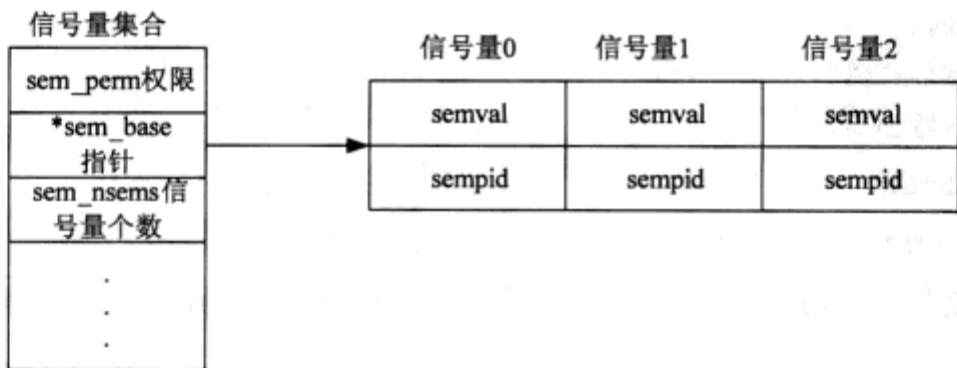 信号量集合
sem_perm权限
*sem_base
指针
sem_nsems信
号量个数
.
.
.
信号量0 信号量1 信号量2
semval semval semval
sempid sempid sempid